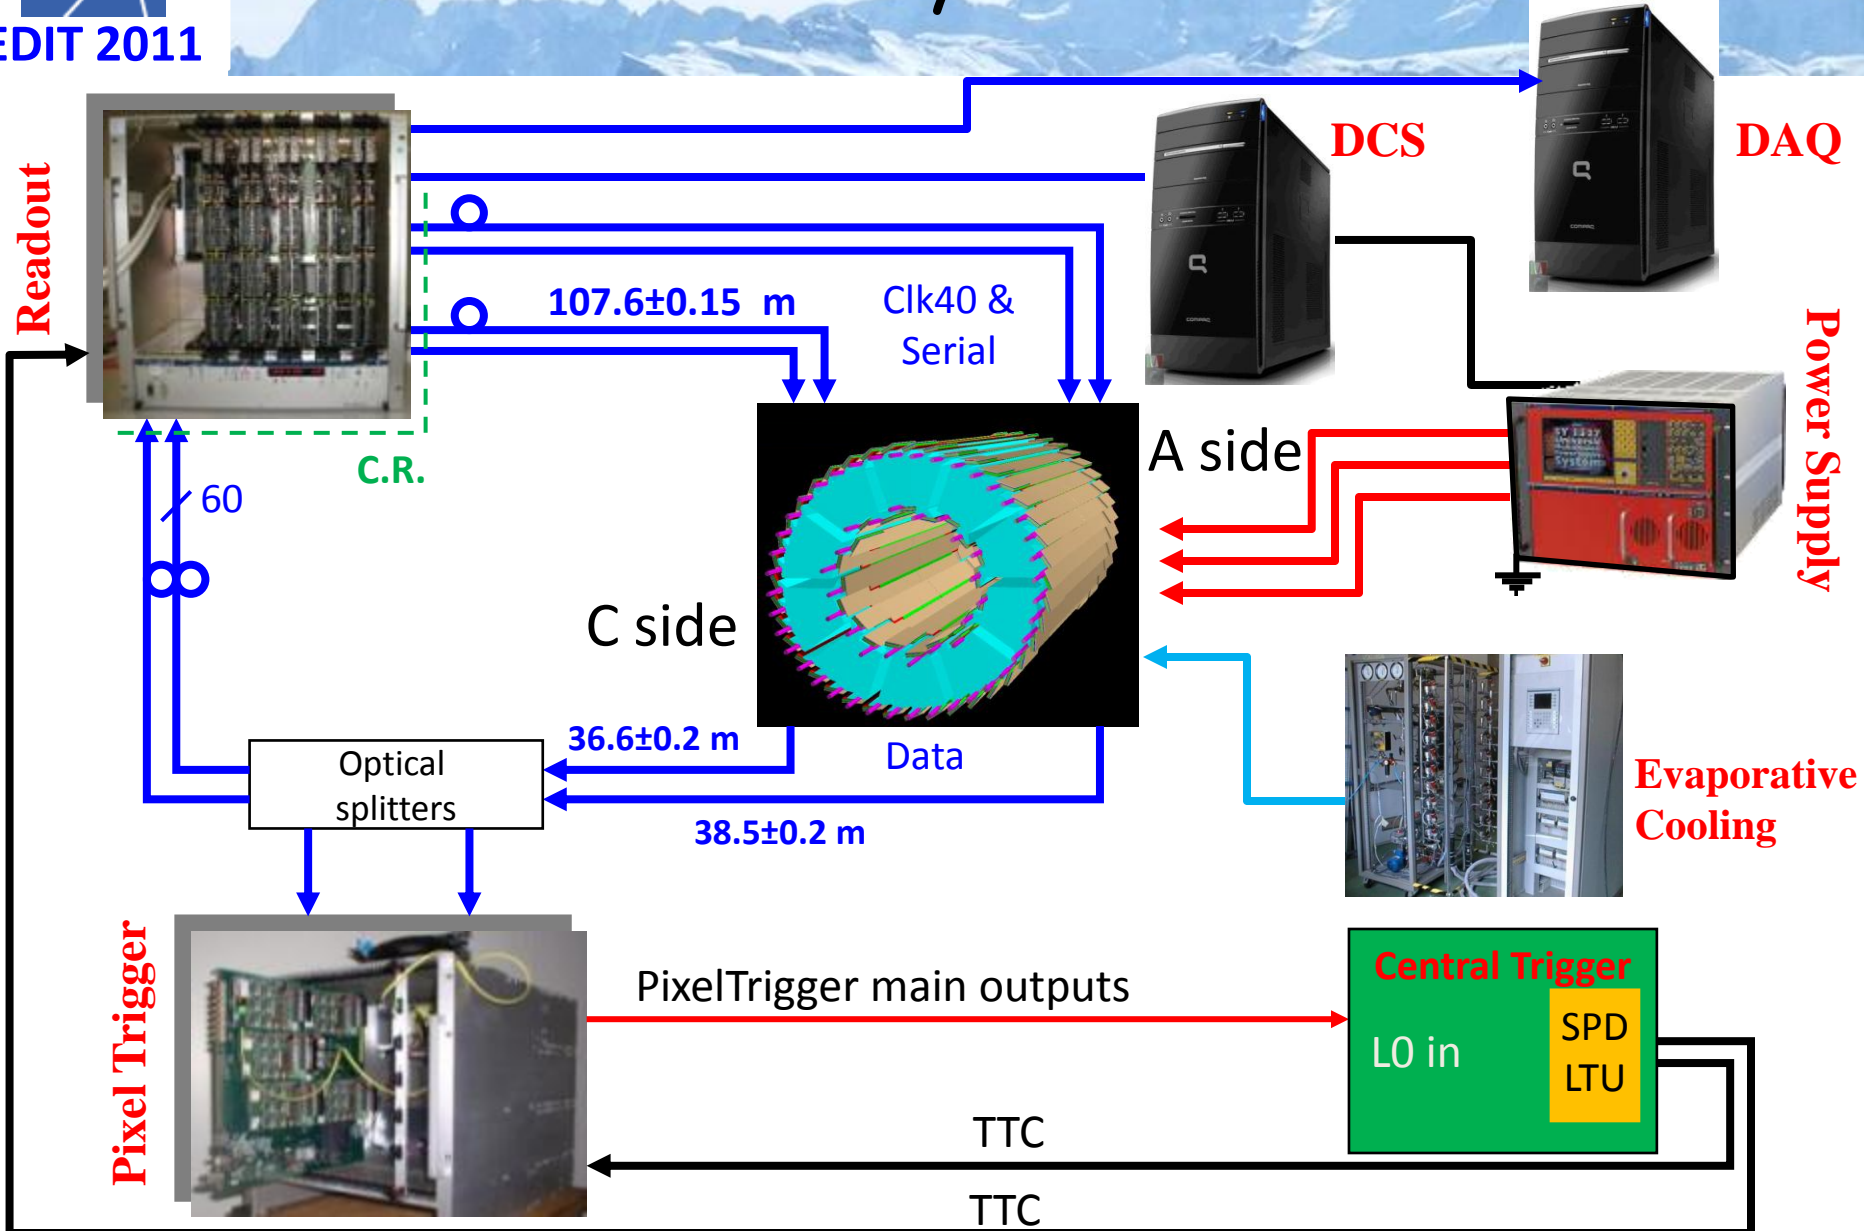 EDIT 2011
DCS
DAQ
Readout
107.6±0.15 m
Clk40 &
Serial
Power Supply
A side
C.R.
60
C side
36.6±0.2 m
Data
Optical
splitters
38.5±0.2 m
Evaporative
Cooling
Pixel Trigger
PixelTrigger main outputs
Central Trigger
L0 in
SPD
LTU
TTC
TTC